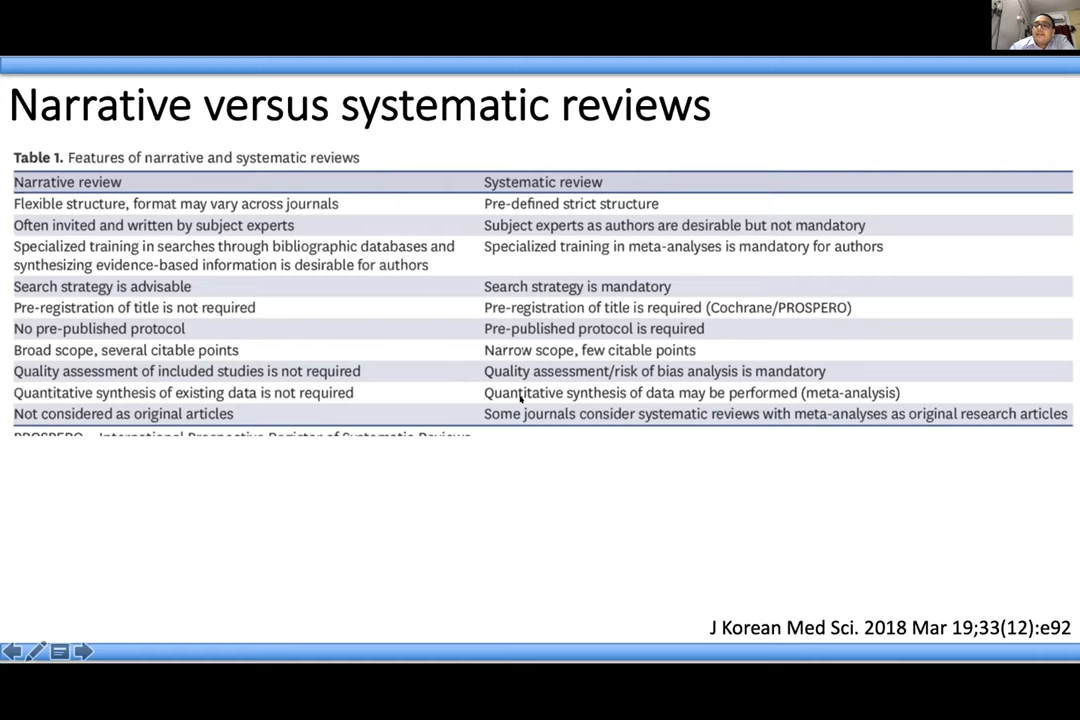 Narrative versus systematic reviews
Table 1. Features of narrative and systematic reviews
Narrative review Systematic review
Flexible structure, format may vary across journals Pre-defined strict structure
Often invited and written by subject experts Subject experts as authors are desirable but not mandatory
Specialized training in searches through bibliographic databases and Specialized training in meta-analyses is mandatory for authors
synthesizing evidence-based information is desirable for authors
Search strategy is advisable Search strategy is mandatory
Pre-registration of title is not required Pre-registration of title is required (Cochrane/PROSPERO)
No pre-published protocol Pre-published protocol is required
Broad scope, several citable points Narrow scope, few citable points
Quality assessment of included studies is not required Quality assessment/risk of bias analysis is mandatory
Quantitative synthesis of existing data is not required Quantitative synthesis of data may be performed (meta-analysis)
Not considered as original articles Some journals consider systematic reviews with meta-analyses as original research articles
PROSPERO = International Prospective Register of Systematic Reviews
J Korean Med Sci. 2018 Mar 19;33(12):e92